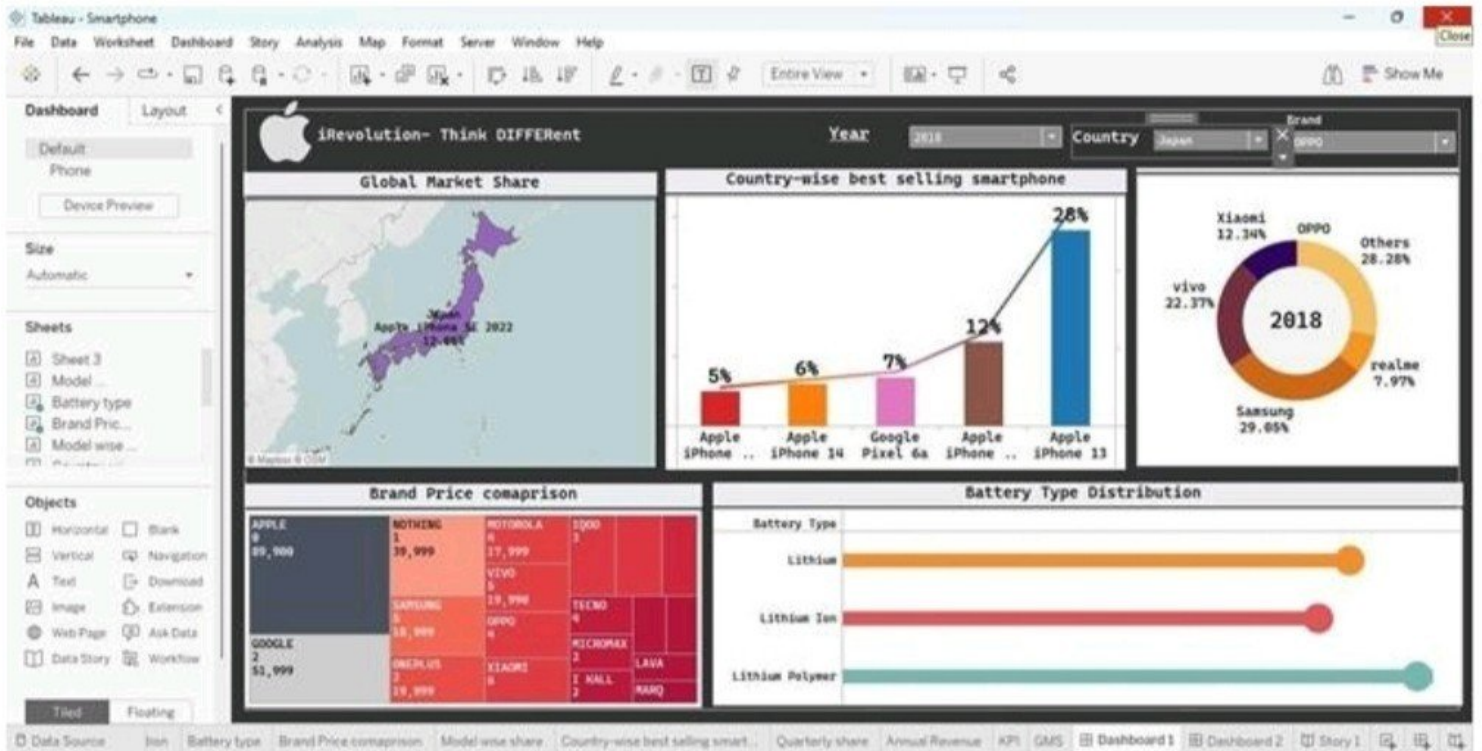 Tableau - Smartphone
Close
File Data Worksheet Dashboard Story Analysis Map Format Server Window Help
Entire View
Show Me
Dashboard Layout
Default
Phone
Device Preview
Size
Automatic
Sheets
Sheet 3
Model ...
Battery type
Brand Pric...
Model wise ...
Objects
Horizontal Blank
Vertical Navigation
Text Download
Image Extension
Web Page Ask Data
Data Story Workflow
Tiled Floating
iRevolution- Think DIFFERent
Year
2018
Country
Japan
Brand
OPPO
Global Market Share
Apple iPhone SE 2022
© Mapbox © OSM
Country-wise best selling smartphone
5%
6%
7%
12%
28%
Apple iPhone ..
Apple iPhone 14
Google Pixel 6a
Apple iPhone ..
Apple iPhone 13
Xiaomi
12.34%
OPPO
Others
28.28%
vivo
22.37%
2018
realme
7.97%
Samsung
29.05%
Brand Price comaprison
APPLE
89,900
GOOGLE
2
51,999
NOTHING
1
SAMSUNG
18,999
ONEPLUS
19,999
MOTOROLA
17,999
VIVO
19,990
OPPO
XIAOMI
IQOO
3
TECNO
MICROMAX
2
I KALL
2
LAVA
MARQ
Battery Type Distribution
Battery Type
Lithium
Lithium Ion
Lithium Polymer
Data Source Battery type Brand Price comaprison Model wise share Country-wise best selling smart... Quarterly share Annual Revenue KPI GMS Dashboard 1 Dashboard 2 Story 1